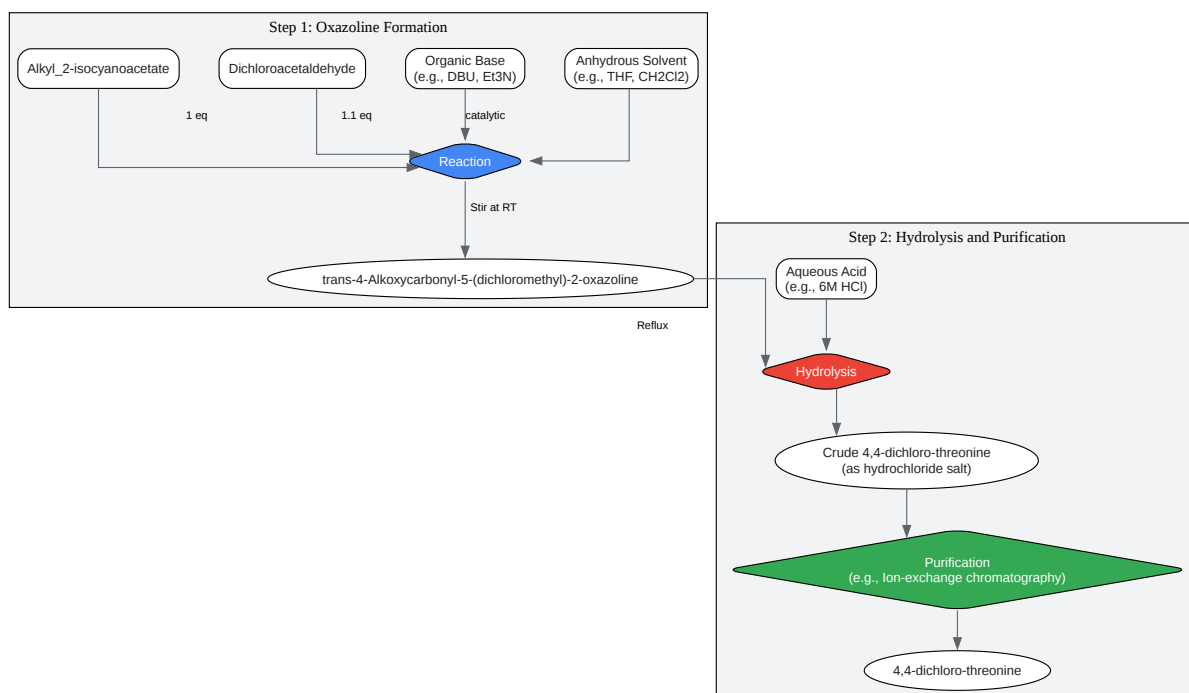 Step 1: Oxazoline Formation
Alkyl_2-isocyanoacetate
Dichloroacetaldehyde
Organic Base
(e.g., DBU, Et3N)
Anhydrous Solvent
(e.g., THF, CH2Cl2)
1 eq
1.1 eq
catalytic
Reaction
Stir at RT
trans-4-Alkoxycarbonyl-5-(dichloromethyl)-2-oxazoline
Step 2: Hydrolysis and Purification
Aqueous Acid
(e.g., 6M HCl)
Reflux
Hydrolysis
Crude 4,4-dichloro-threonine
(as hydrochloride salt)
Purification
(e.g., Ion-exchange chromatography)
4,4-dichloro-threonine